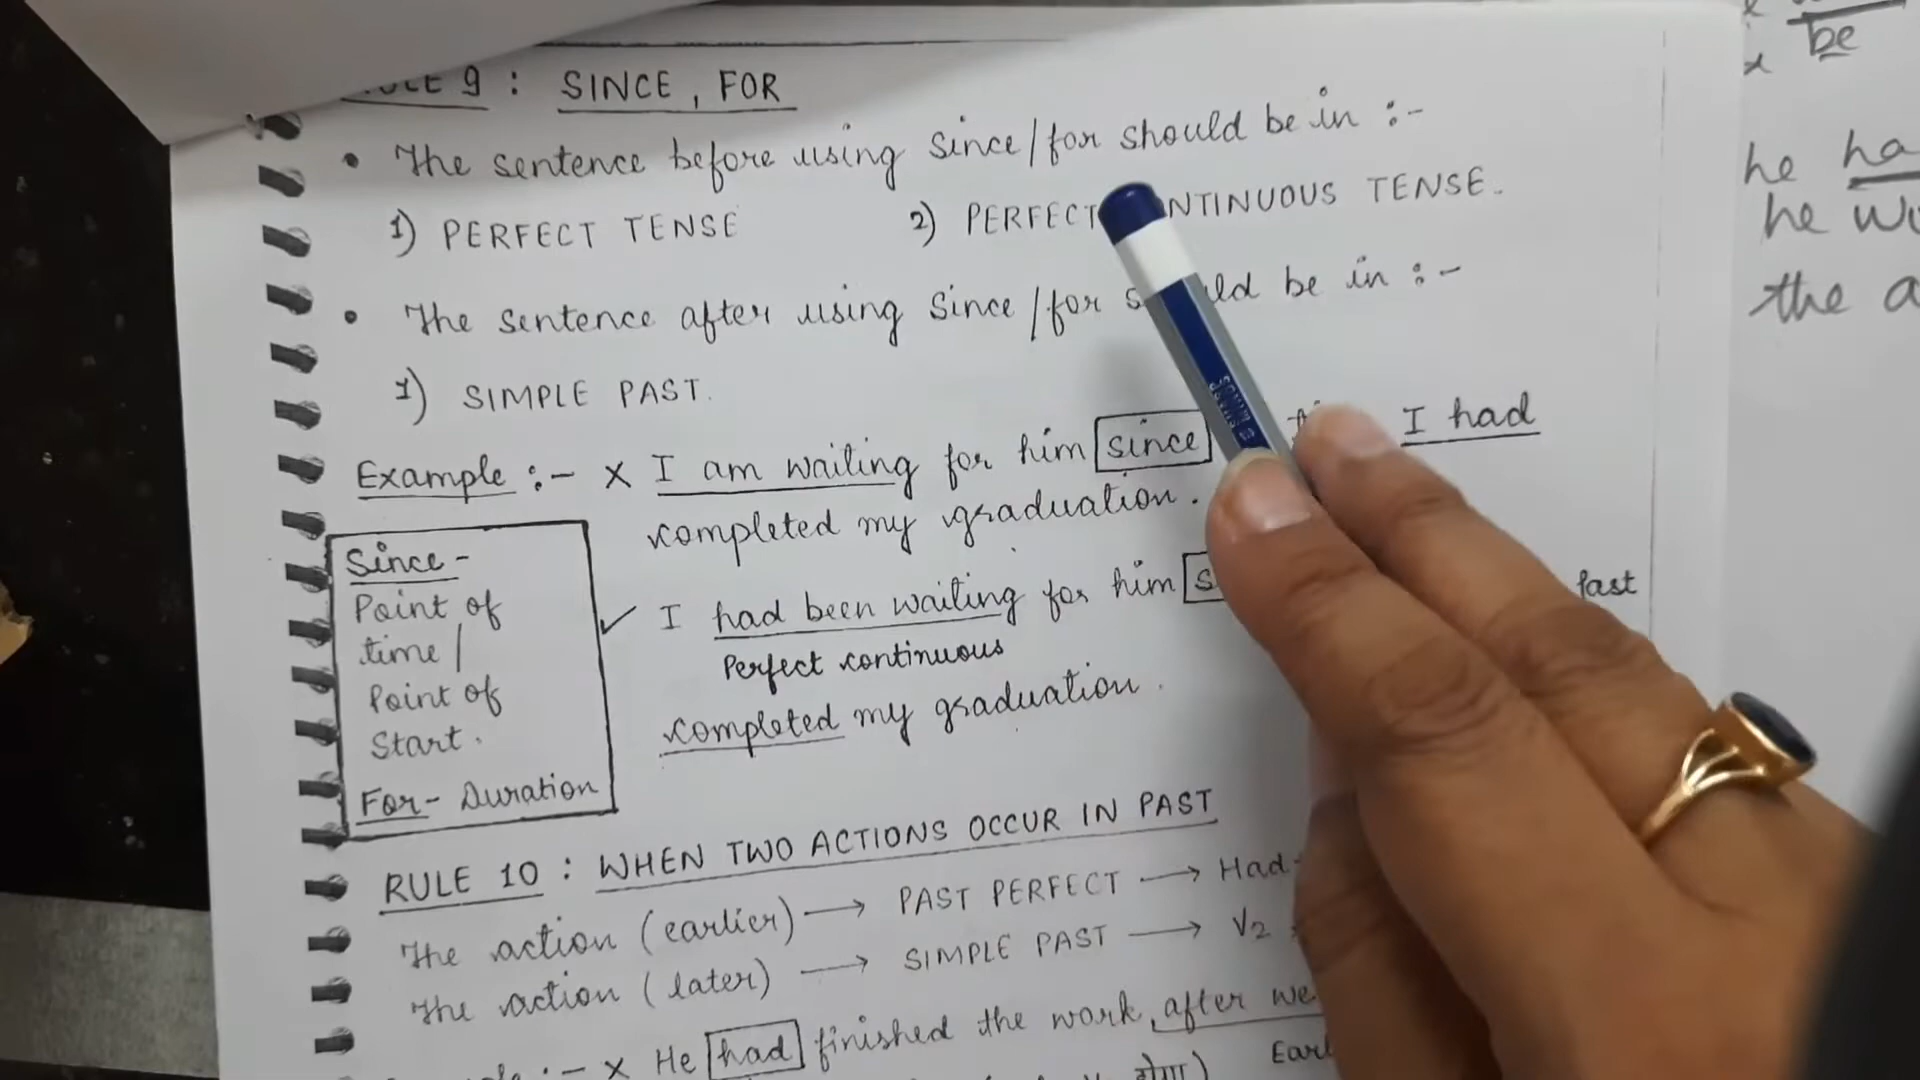 9 : SINCE, FOR
• The sentence before using since/for should be in :-
1) PERFECT TENSE 2) PERFECT CONTINUOUS TENSE.
• The sentence after using Since/for should be in :-
1) SIMPLE PAST.
Example :- X I am waiting for him since I had
completed my graduation.
✓ I had been waiting for him Past
Perfect continuous
completed my graduation.
Since -
Point of
time/
Point of
Start.
For - Duration
RULE 10 : WHEN TWO ACTIONS OCCUR IN PAST
The action (earlier) → PAST PERFECT → Had
The action (later) → SIMPLE PAST → V2
:- X He had finished the work, after we
be
x
he
he
the